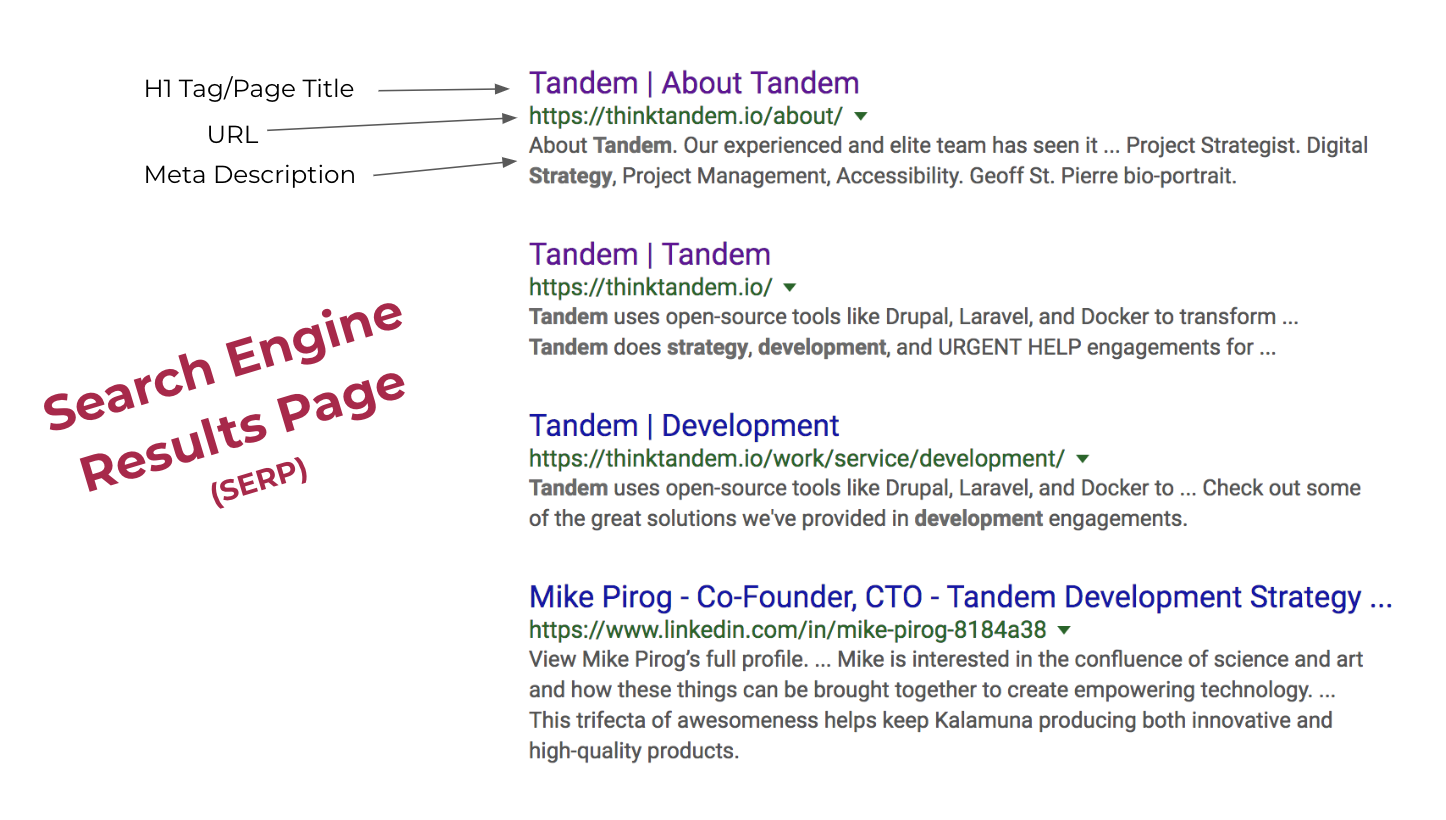 H1 Tag/Page Title
URL
Meta Description
Search Engine
Results Page
(SERP)
Tandem | About Tandem
https://thinktandem.io/about/
About Tandem. Our experienced and elite team has seen it ... Project Strategist. Digital
Strategy, Project Management, Accessibility. Geoff St. Pierre bio-portrait.
Tandem | Tandem
https://thinktandem.io/
Tandem uses open-source tools like Drupal, Laravel, and Docker to transform ...
Tandem does strategy, development, and URGENT HELP engagements for ...
Tandem | Development
https://thinktandem.io/work/service/development/
Tandem uses open-source tools like Drupal, Laravel, and Docker to ... Check out some
of the great solutions we've provided in development engagements.
Mike Pirog - Co-Founder, CTO - Tandem Development Strategy ...
https://www.linkedin.com/in/mike-pirog-8184a38
View Mike Pirog’s full profile. ... Mike is interested in the confluence of science and art
and how these things can be brought together to create empowering technology. ...
This trifecta of awesomeness helps keep Kalamuna producing both innovative and
high-quality products.